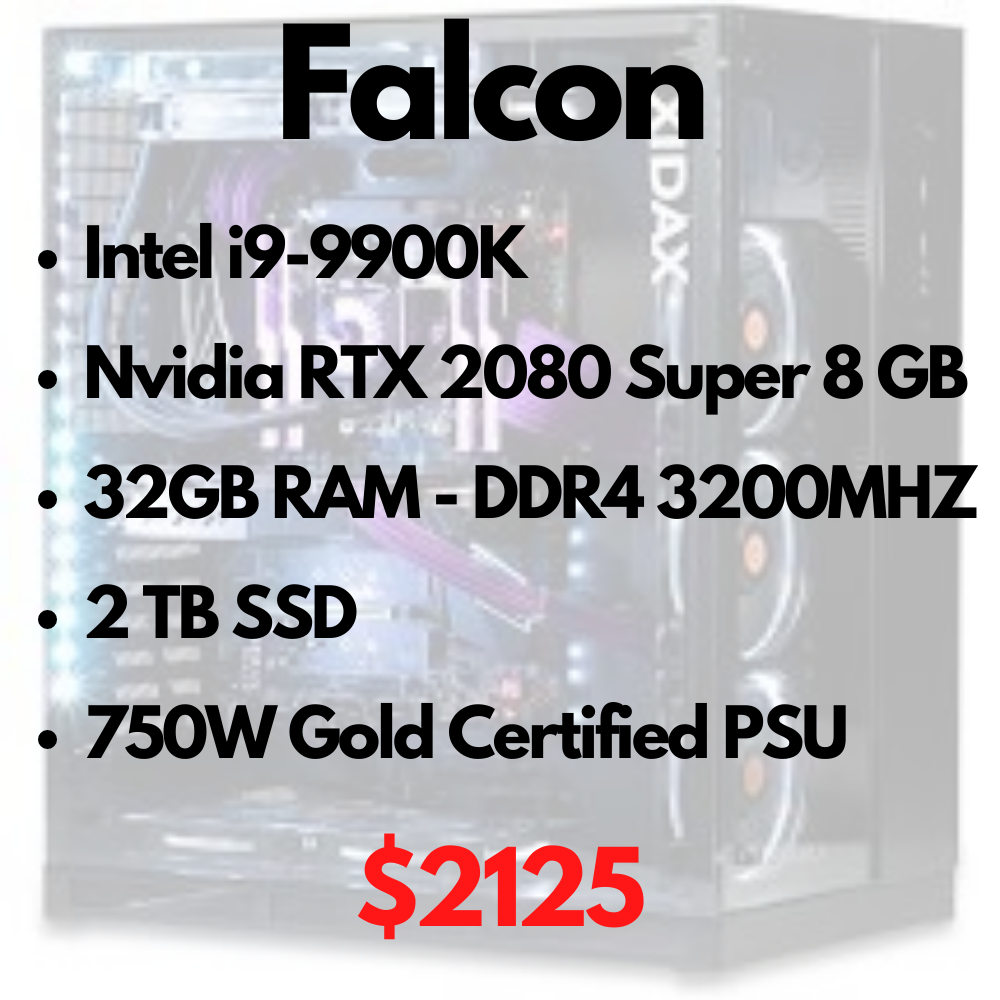 Falcon
XIDAX
• Intel i9-9900K
• Nvidia RTX 2080 Super 8 GB
• 32GB RAM - DDR4 3200MHZ
• 2 TB SSD
• 750W Gold Certified PSU
$2125